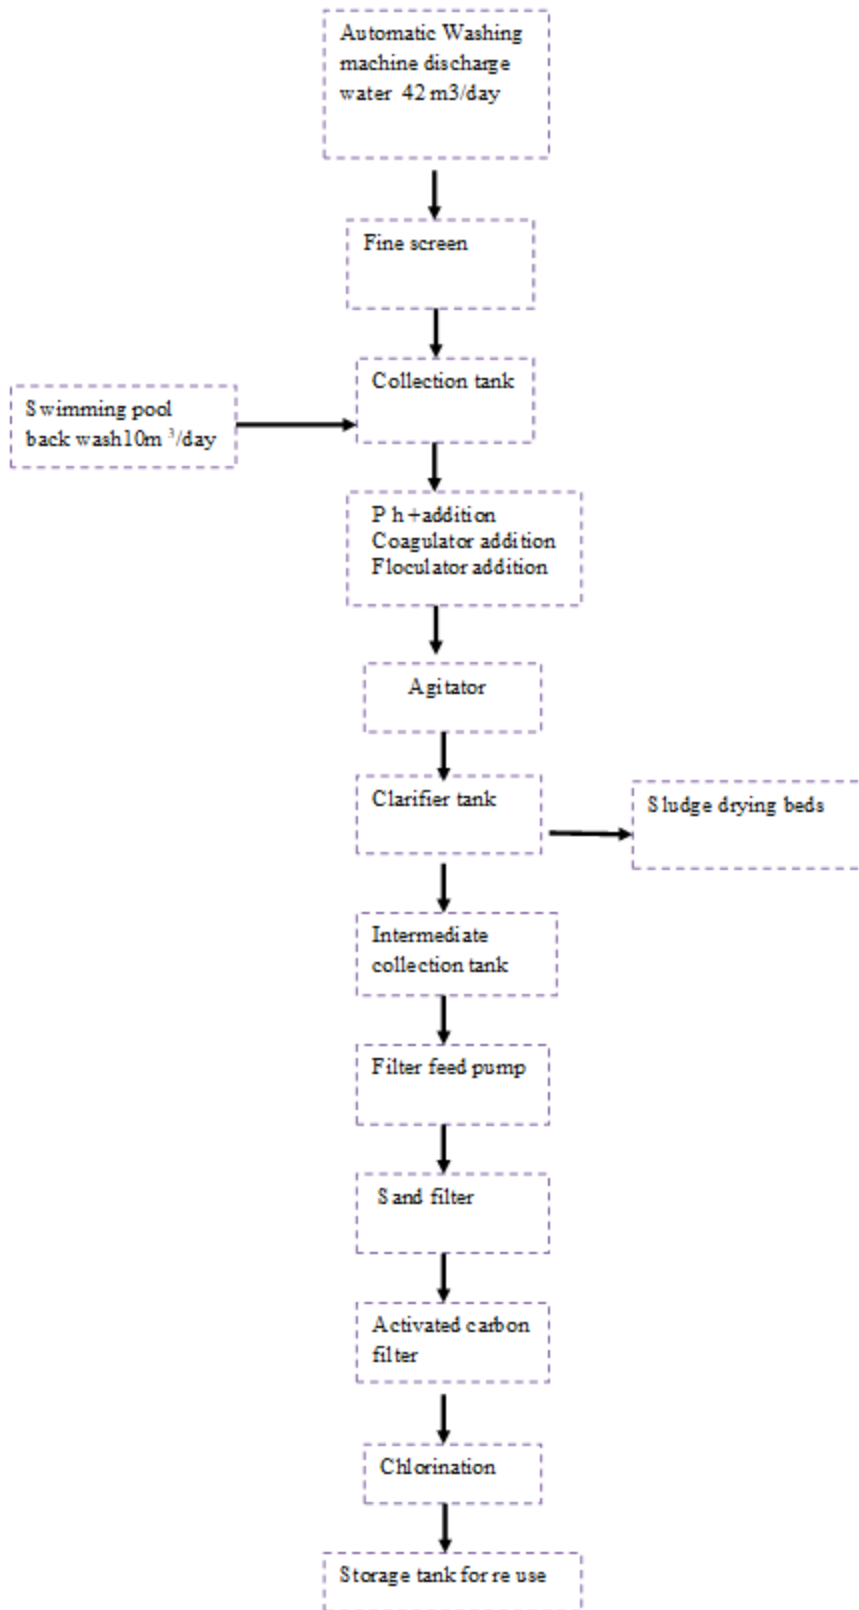 Automatic Washing
machine discharge
water 42 m3/day
Fine screen
Collection tank
Swimming pool
back wash10m ³/day
P h +addition
Coagulator addition
Floculator addition
Agitator
Clarifier tank
Sludge drying beds
Intermediate
collection tank
Filter feed pump
Sand filter
Activated carbon
filter
Chlorination
Storage tank for re use